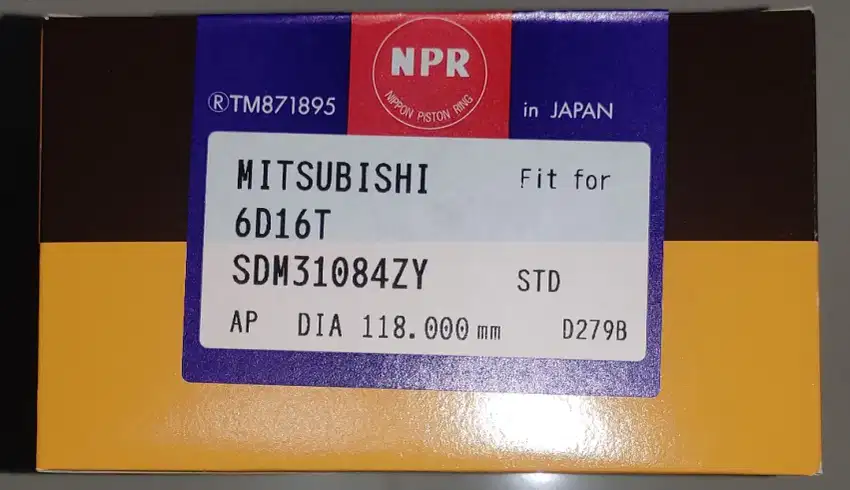 NPR
NIPPON PISTON RING
®TM871895
in JAPAN
MITSUBISHI Fit for
6D16T
SDM31084ZY STD
AP DIA 118.000 mm D279B